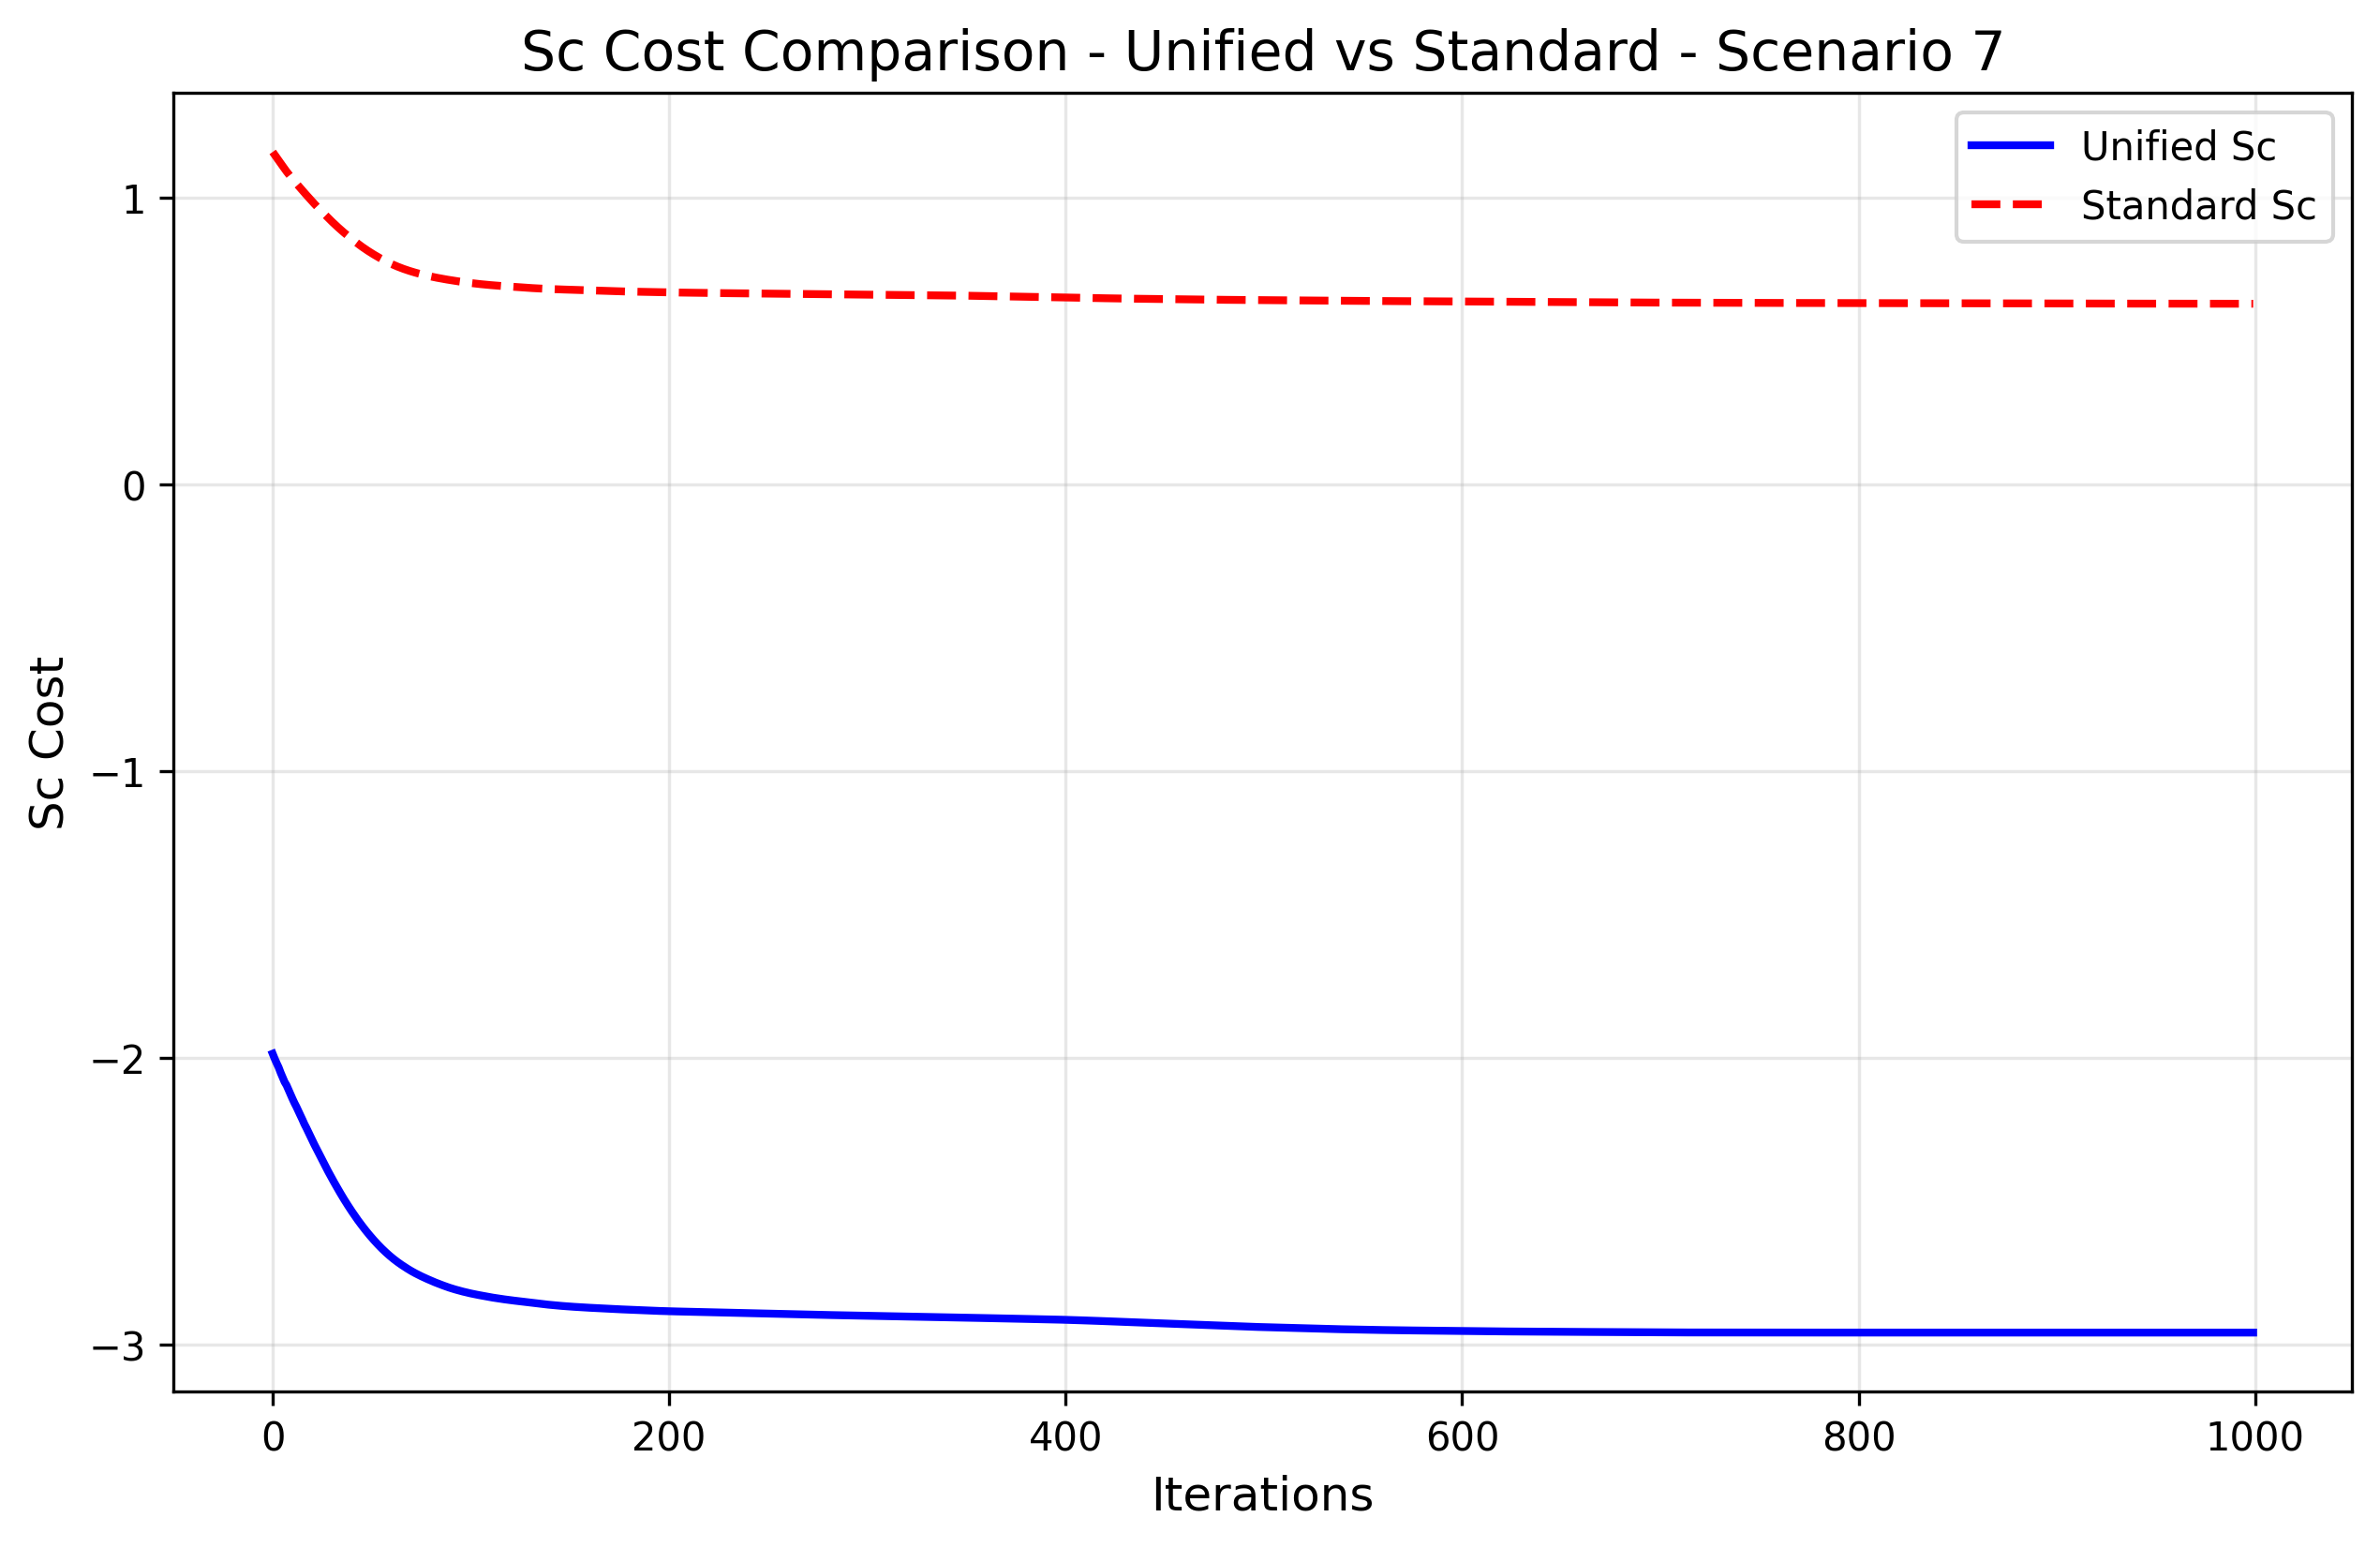 Sc Cost Comparison - Unified vs Standard - Scenario 7
Unified Sc
Standard Sc
Sc Cost
1
0
−1
−2
−3
0 200 400 600 800 1000
Iterations